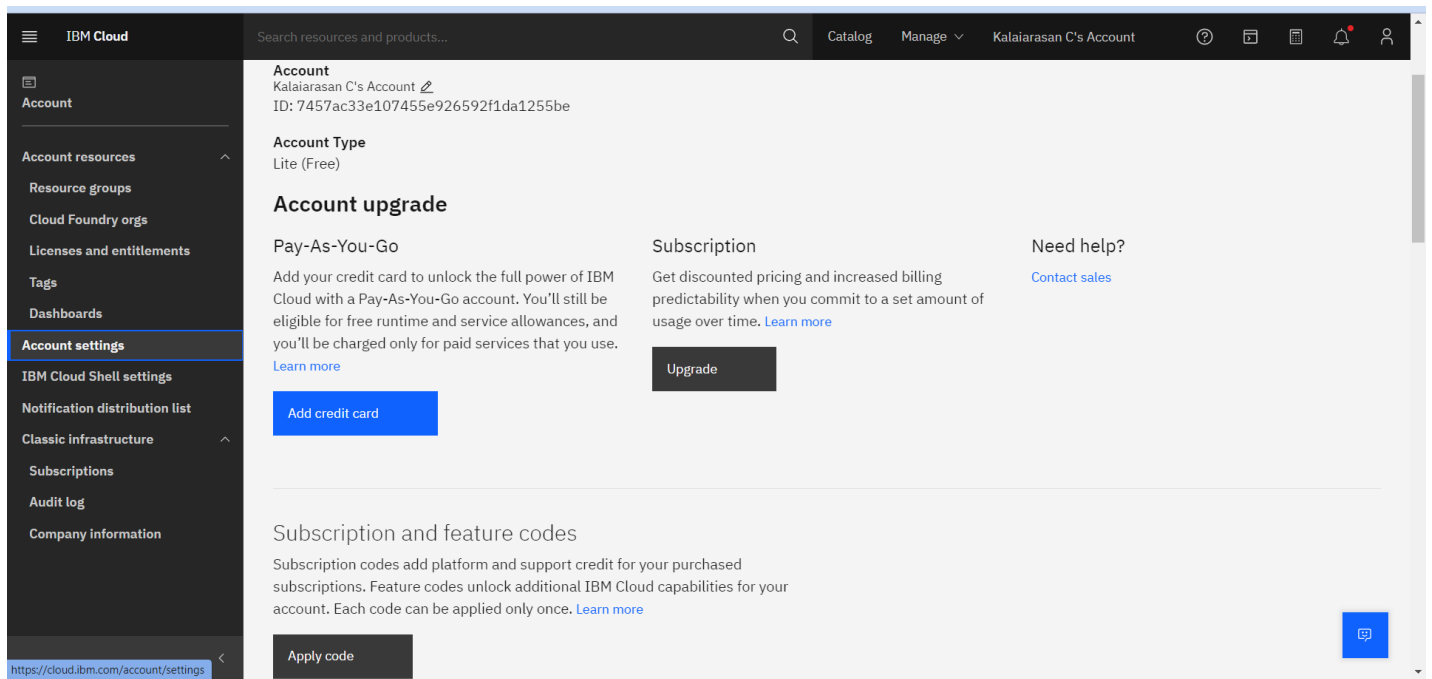 IBM Cloud
Search resources and products...
Catalog
Manage
Kalaiarasan C's Account
Account
Account resources
Resource groups
Cloud Foundry orgs
Licenses and entitlements
Tags
Dashboards
Account settings
IBM Cloud Shell settings
Notification distribution list
Classic infrastructure
Subscriptions
Audit log
Company information
https://cloud.ibm.com/account/settings
Account
Kalaiarasan C's Account
ID: 7457ac33e107455e926592f1da1255be
Account Type
Lite (Free)
Account upgrade
Pay-As-You-Go
Add your credit card to unlock the full power of IBM
Cloud with a Pay-As-You-Go account. You’ll still be
eligible for free runtime and service allowances, and
you’ll be charged only for paid services that you use.
Learn more
Add credit card
Subscription
Get discounted pricing and increased billing
predictability when you commit to a set amount of
usage over time. Learn more
Upgrade
Need help?
Contact sales
Subscription and feature codes
Subscription codes add platform and support credit for your purchased
subscriptions. Feature codes unlock additional IBM Cloud capabilities for your
account. Each code can be applied only once. Learn more
Apply code